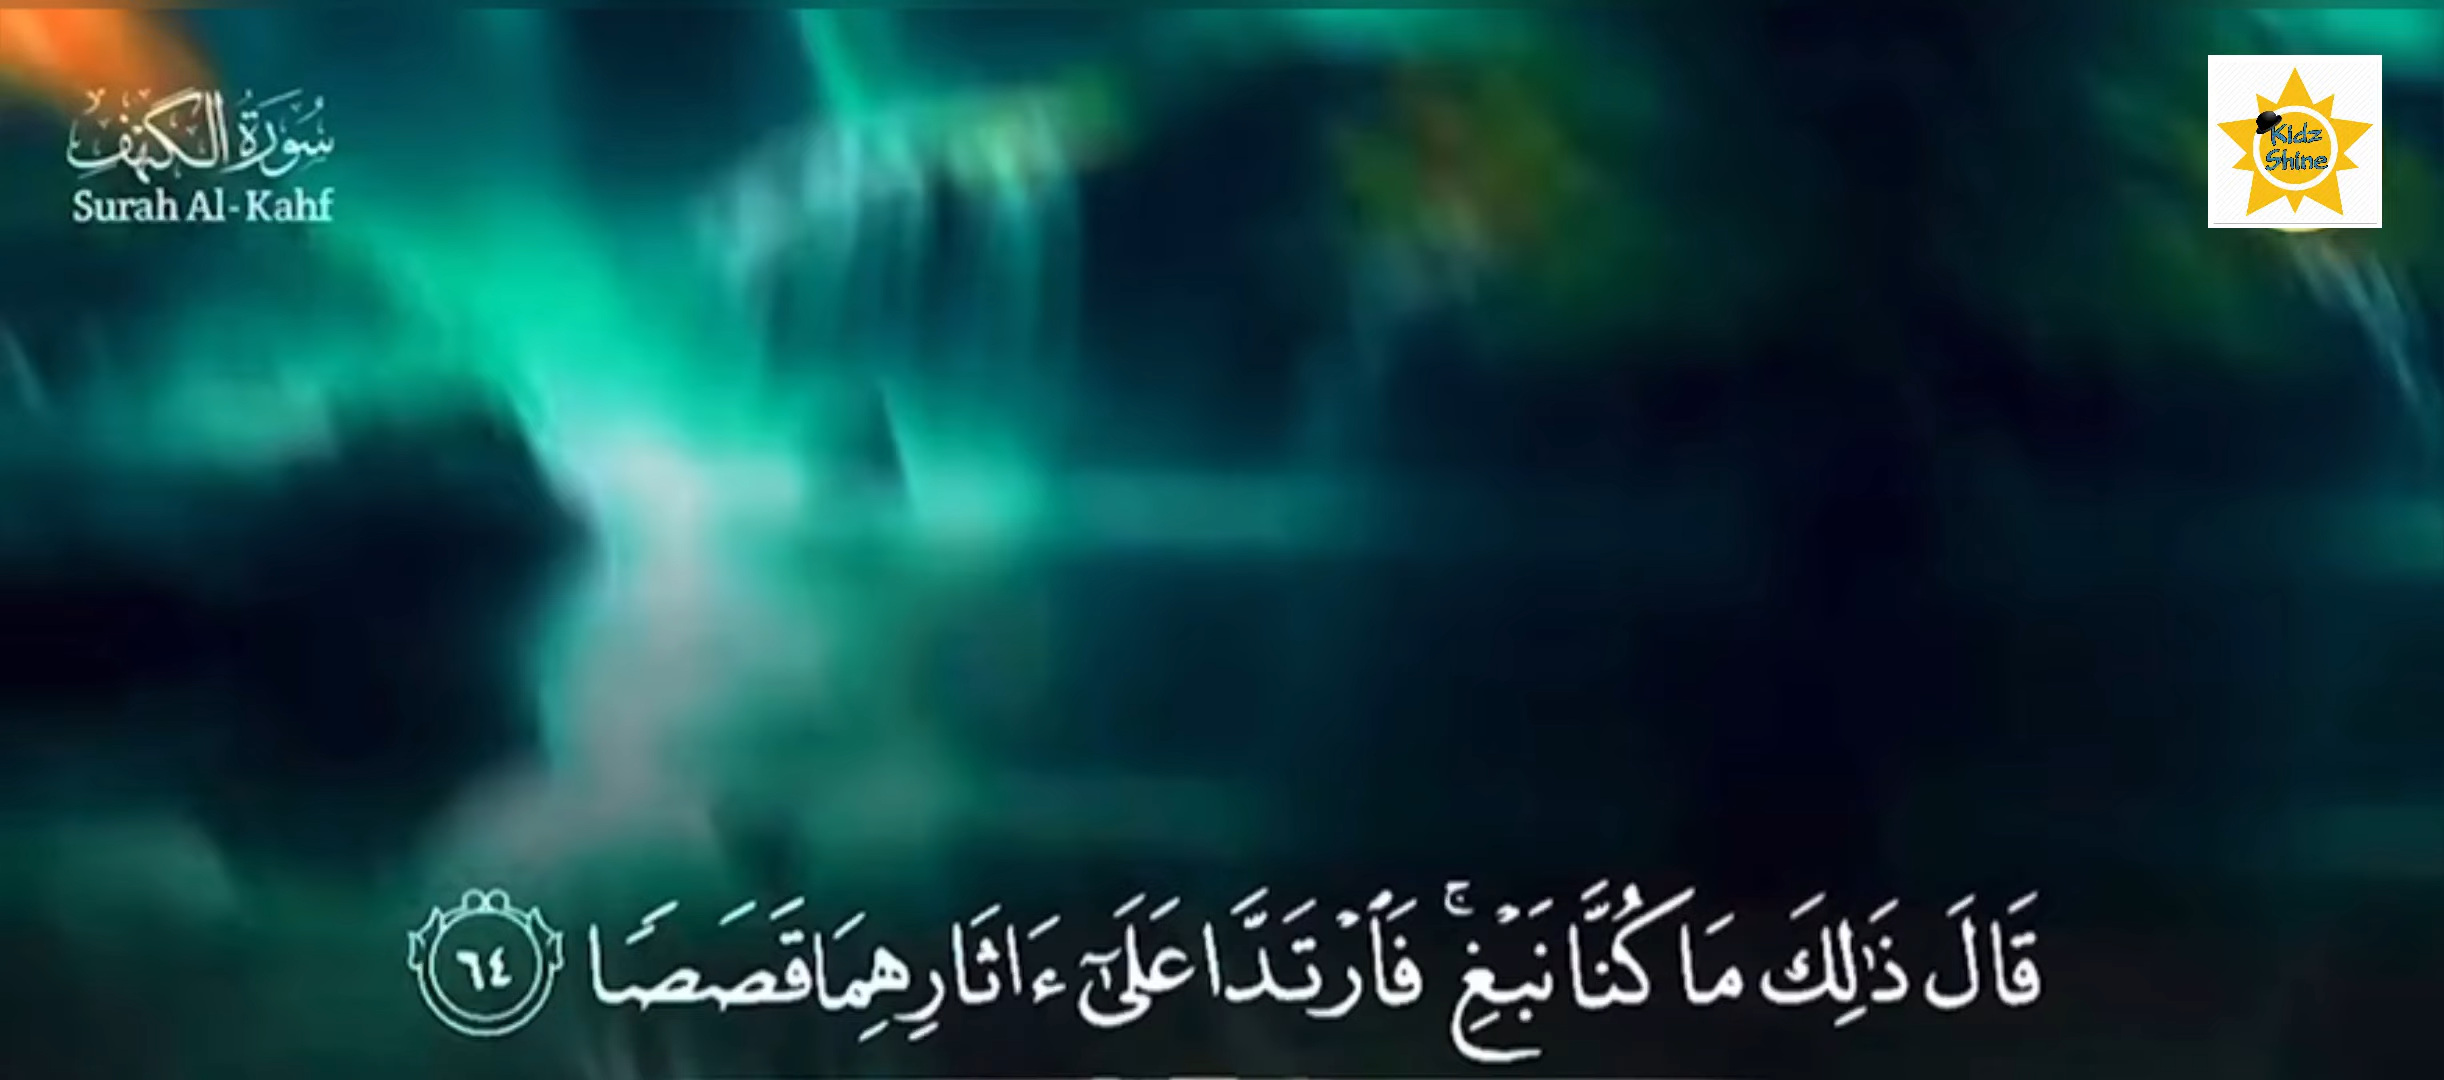 سُورَةُ الكَهْفِ
Surah Al-Kahf
Kidz
Shine
قَالَ ذَٰلِكَ مَا كُنَّا نَبۡغِۚ فَٱرۡتَدَّا عَلَىٰٓ ءَاثَارِهِمَا قَصَصٗا ٦٤